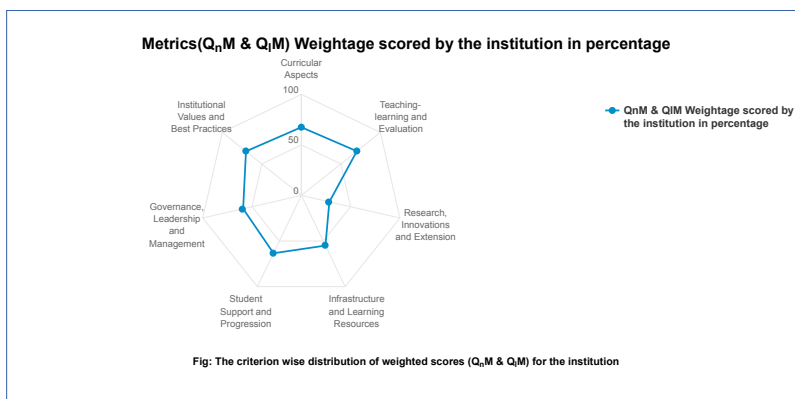 Metrics(QnM & QlM) Weightage scored by the institution in percentage
Curricular
Aspects
100
Institutional
Values and
Best Practices
Teaching-
learning and
Evaluation
QnM & QlM Weightage scored by
the institution in percentage
50
0
Governance,
Leadership
and
Management
Research,
Innovations
and Extension
Student
Support and
Progression
Infrastructure
and Learning
Resources
Fig: The criterion wise distribution of weighted scores (QnM & QlM) for the institution